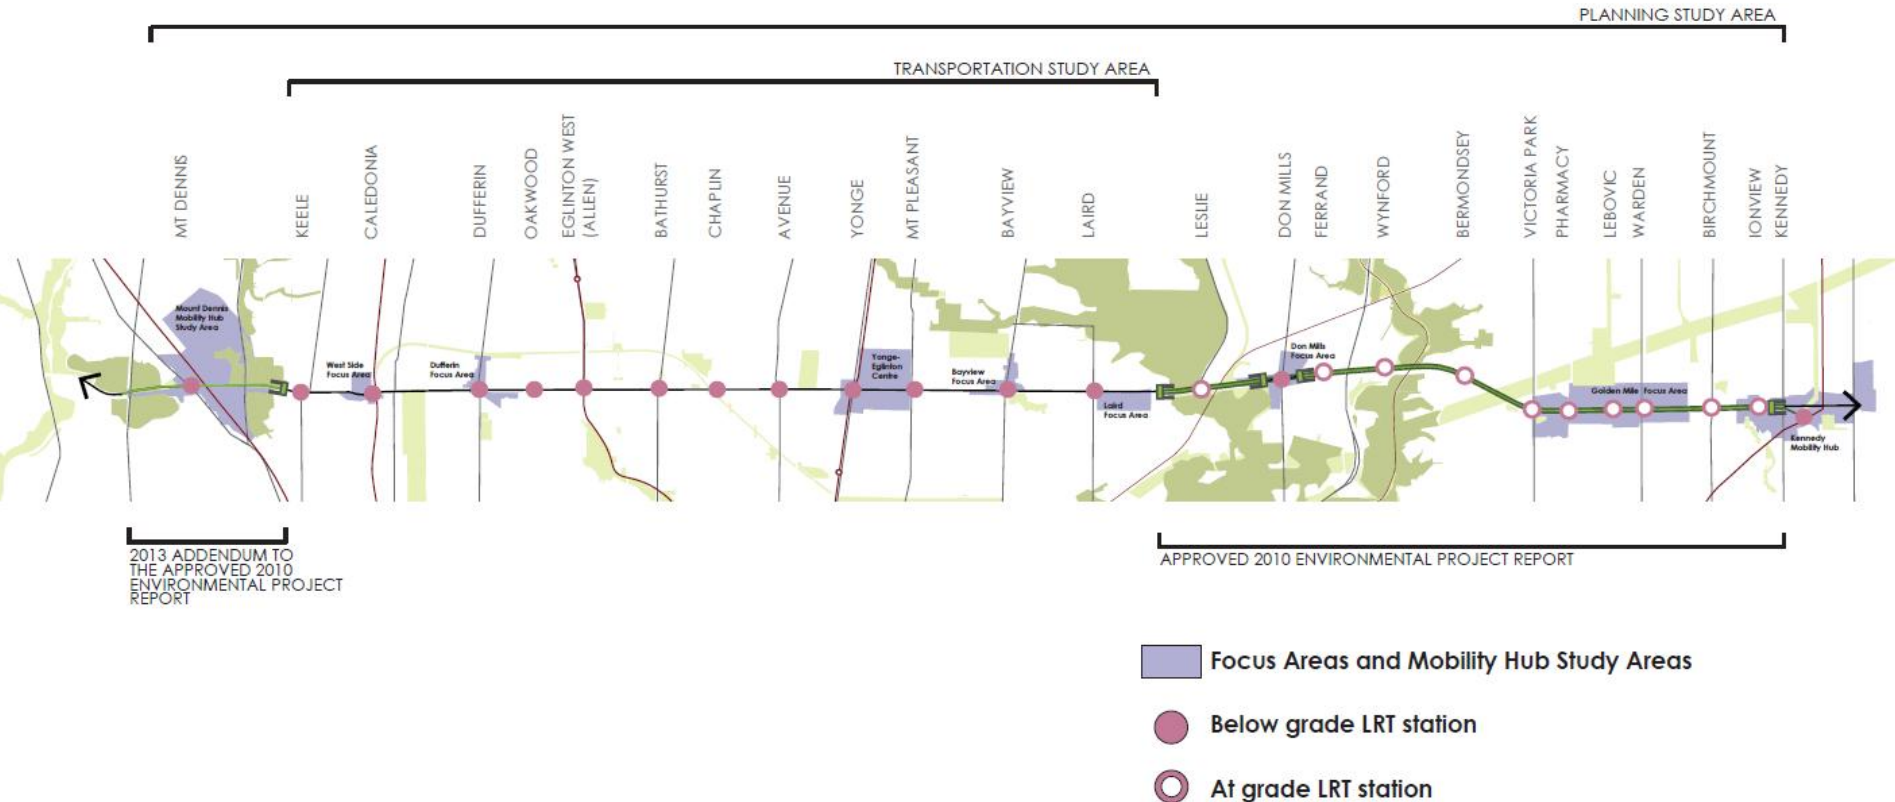 PLANNING STUDY AREA
TRANSPORTATION STUDY AREA
MT DENNIS
KEELE
CALEDONIA
DUFFERIN
OAKWOOD
EGLINTON WEST
(ALLEN)
BATHURST
CHAPLIN
AVENUE
YONGE
MT PLEASANT
BAYVIEW
LAIRD
LESLIE
DON MILLS
FERRAND
WYNFORD
BERMONDSEY
VICTORIA PARK
PHARMACY
LEBOVIC
WARDEN
BIRCHMOUNT
IONVIEW
KENNEDY
Mount Dennis
Mobility Hub
Study Area
West Side
Focus Area
Dufferin
Focus Area
Yonge-
Eglinton
Centre
Bayview
Focus Area
Laird
Focus Area
Don Mills
Focus Area
Golden Mile Focus Area
Kennedy
Mobility Hub
2013 ADDENDUM TO
THE APPROVED 2010
ENVIRONMENTAL PROJECT
REPORT
APPROVED 2010 ENVIRONMENTAL PROJECT REPORT
Focus Areas and Mobility Hub Study Areas
Below grade LRT station
At grade LRT station